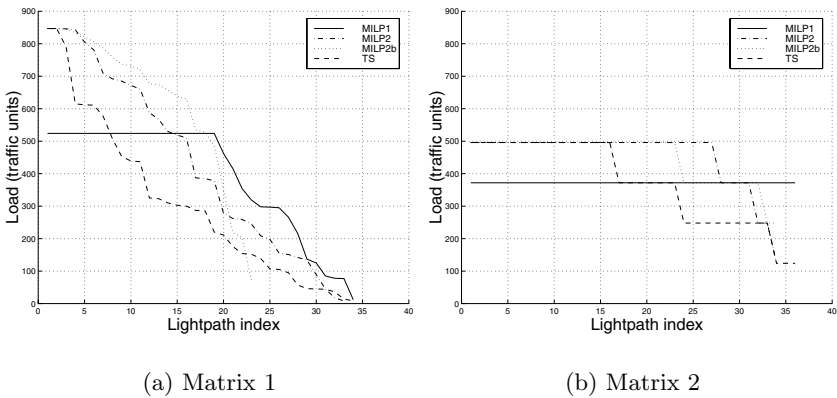 900
800
700
600
500
400
300
200
100
0
Load (traffic units)
0 5 10 15 20 25 30 35 40
Lightpath index
MILP1
MILP2
MILP2b
TS
(a) Matrix 1
900
800
700
600
500
400
300
200
100
0
Load (traffic units)
0 5 10 15 20 25 30 35 40
Lightpath index
MILP1
MILP2
MILP2b
TS
(b) Matrix 2